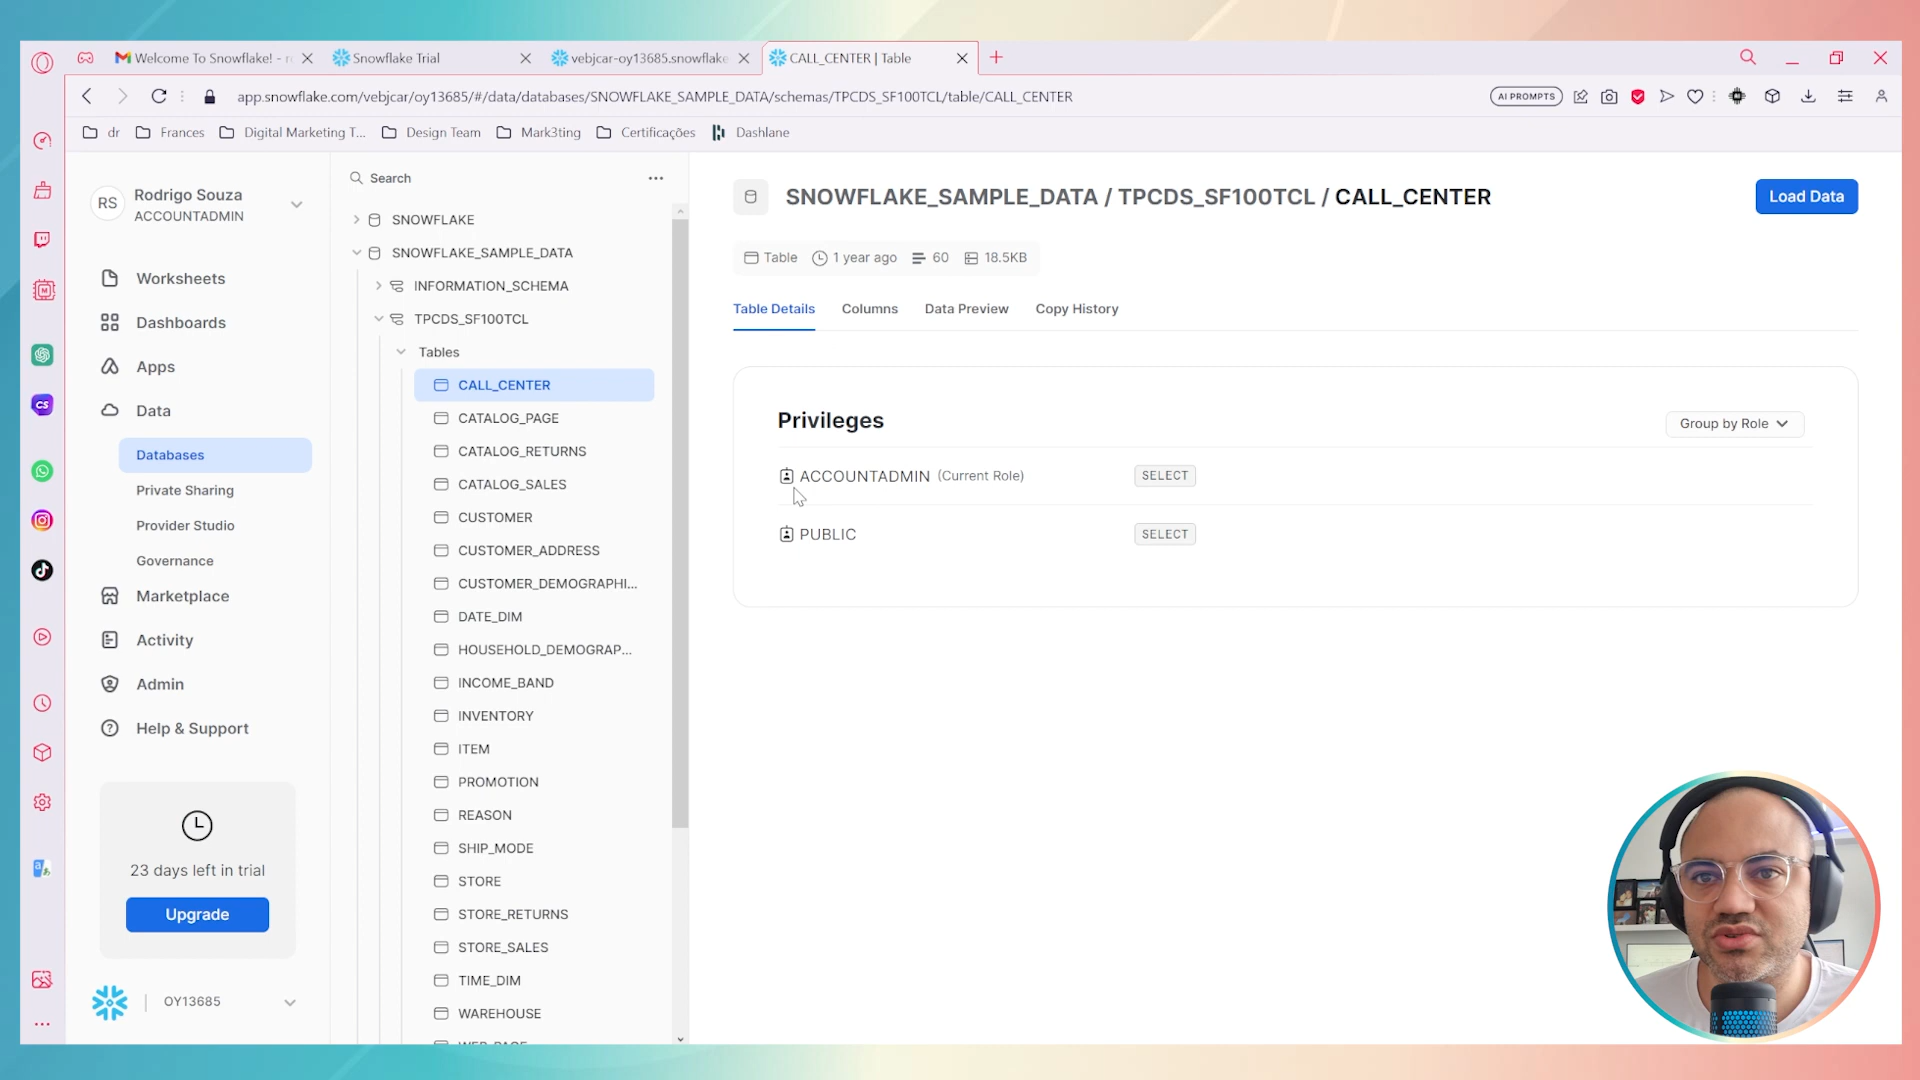 Welcome To Snowflake! - r
Snowflake Trial
vebjcar-oy13685.snowflake
CALL_CENTER | Table
app.snowflake.com/vebjcar/oy13685/#/data/databases/SNOWFLAKE_SAMPLE_DATA/schemas/TPCDS_SF100TCL/table/CALL_CENTER
AI PROMPTS
dr
Frances
Digital Marketing T...
Design Team
Mark3ting
Certificações
Dashlane
RS
Rodrigo Souza
ACCOUNTADMIN
Worksheets
Dashboards
Apps
Data
Databases
Private Sharing
Provider Studio
Governance
Marketplace
Activity
Admin
Help & Support
23 days left in trial
Upgrade
OY13685
Search
SNOWFLAKE
SNOWFLAKE_SAMPLE_DATA
INFORMATION_SCHEMA
TPCDS_SF100TCL
Tables
CALL_CENTER
CATALOG_PAGE
CATALOG_RETURNS
CATALOG_SALES
CUSTOMER
CUSTOMER_ADDRESS
CUSTOMER_DEMOGRAPHI...
DATE_DIM
HOUSEHOLD_DEMOGRAP...
INCOME_BAND
INVENTORY
ITEM
PROMOTION
REASON
SHIP_MODE
STORE
STORE_RETURNS
STORE_SALES
TIME_DIM
WAREHOUSE
SNOWFLAKE_SAMPLE_DATA / TPCDS_SF100TCL / CALL_CENTER
Load Data
Table
1 year ago
60
18.5KB
Table Details
Columns
Data Preview
Copy History
Privileges
Group by Role
ACCOUNTADMIN (Current Role)
SELECT
PUBLIC
SELECT
CS